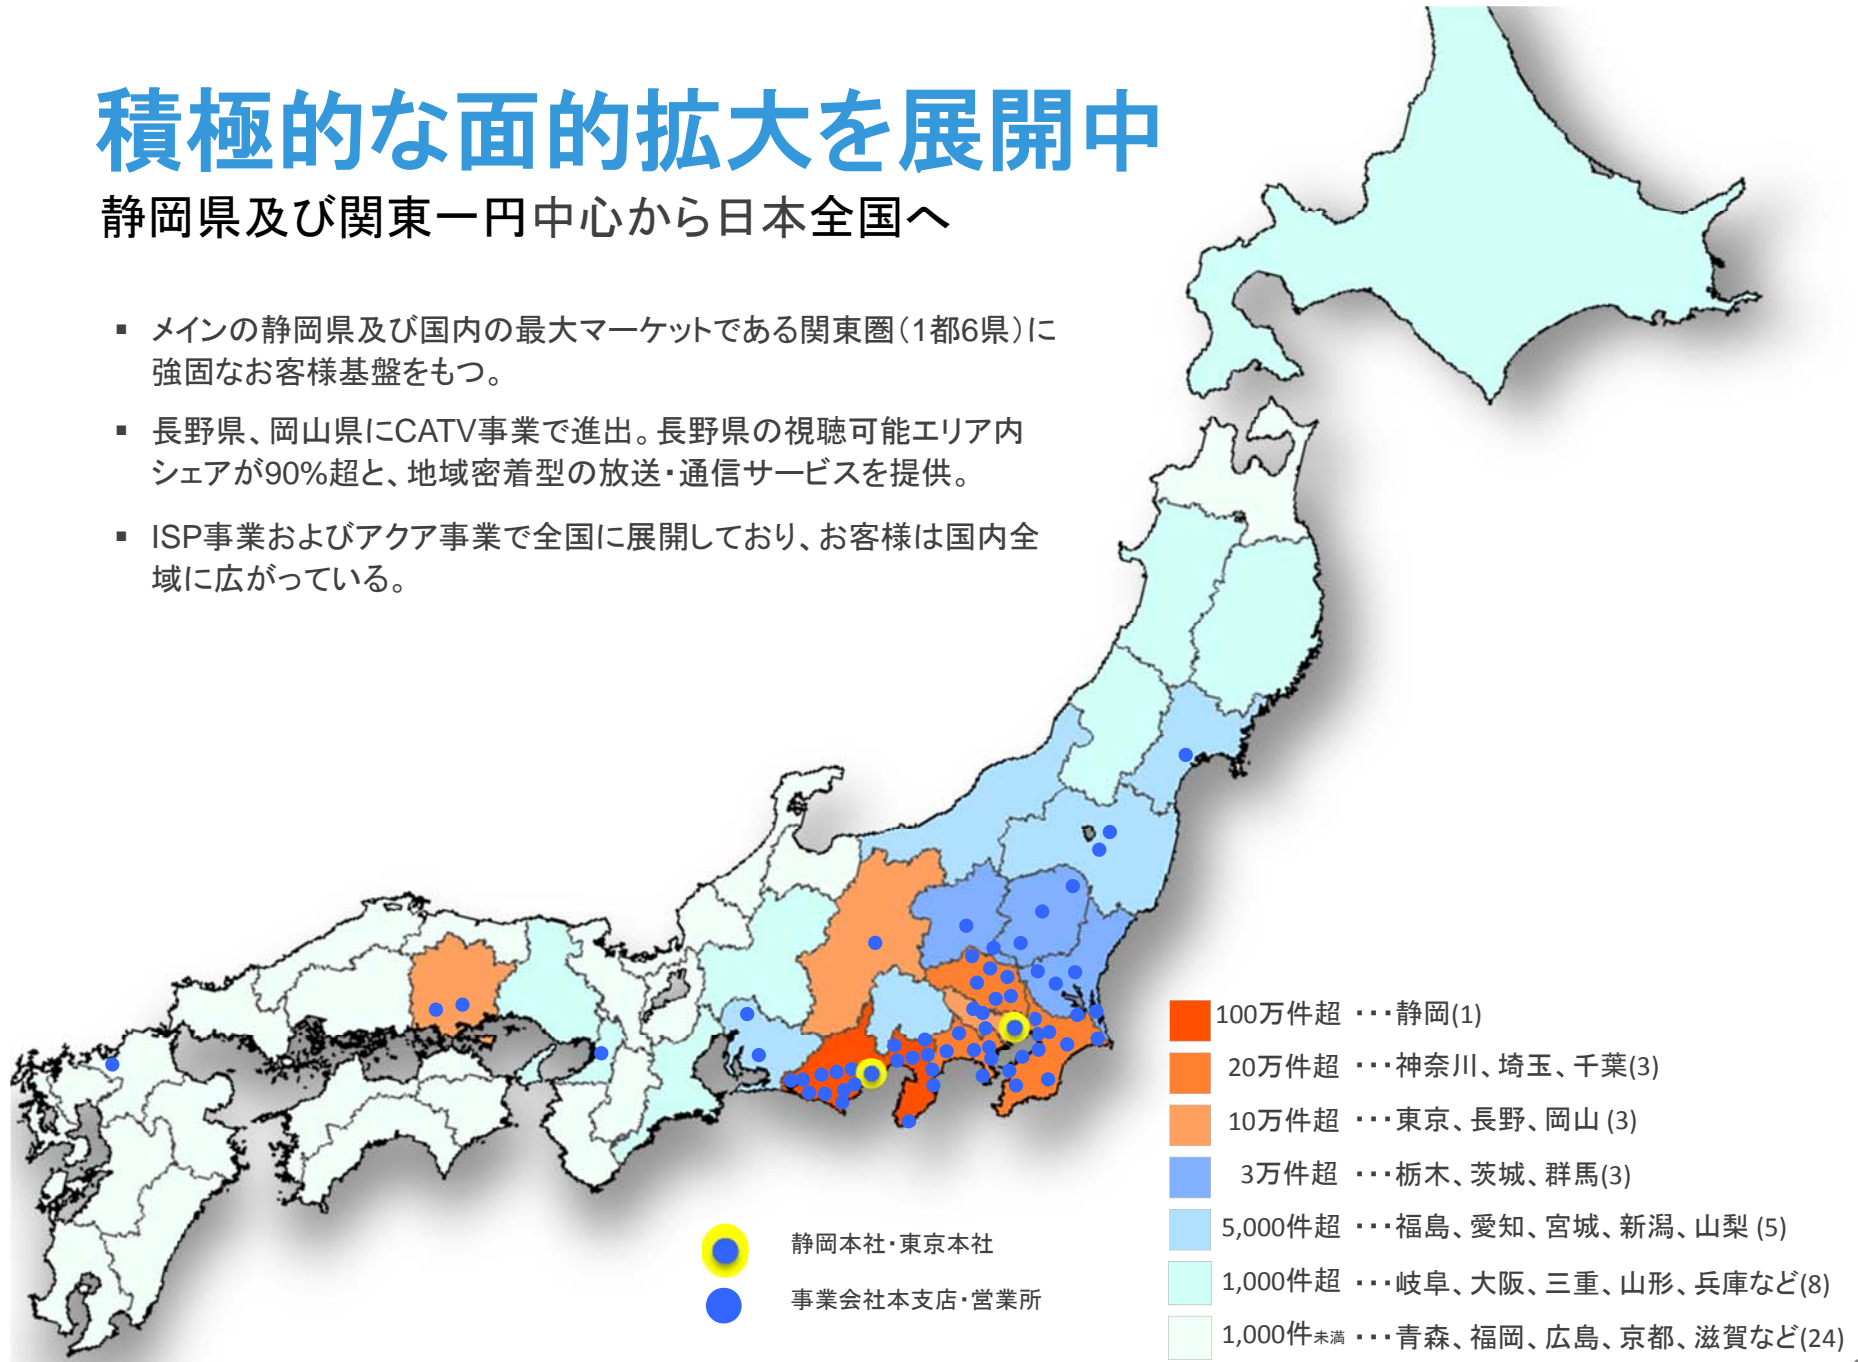 積極的な面的拡大を展開中
静岡県及び関東一円中心から日本全国へ
▪ メインの静岡県及び国内の最大マーケットである関東圏（1都6県）に
強固なお客様基盤をもつ。
▪ 長野県、岡山県にCATV事業で進出。長野県の視聴可能エリア内
シェアが90%超と、地域密着型の放送・通信サービスを提供。
▪ ISP事業およびアクア事業で全国に展開しており、お客様は国内全
域に広がっている。
100万件超 ・・・静岡(1)
20万件超 ・・・神奈川、埼玉、千葉(3)
10万件超 ・・・東京、長野、岡山 (3)
3万件超 ・・・栃木、茨城、群馬(3)
5,000件超 ・・・福島、愛知、宮城、新潟、山梨 (5)
1,000件超 ・・・岐阜、大阪、三重、山形、兵庫など(8)
1,000件未満 ・・・青森、福岡、広島、京都、滋賀など(24)
静岡本社・東京本社
事業会社本支店・営業所